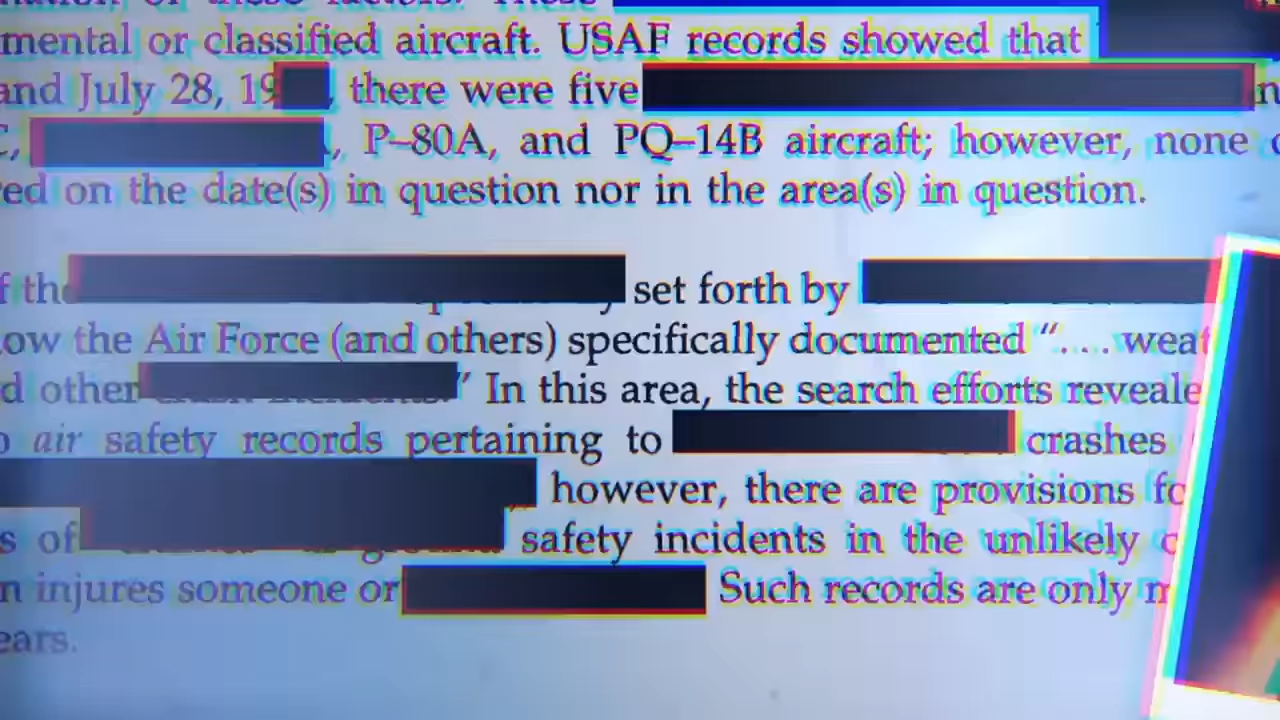 mental or classified aircraft. USAF records showed that
and July 28, 19 , there were five
P–80A, and PQ–14B aircraft; however, none
on the date(s) in question nor in the area(s) in question.
set forth by
the Air Force (and others) specifically documented “. . . . weat
other ” In this area, the search efforts reveale
air safety records pertaining to crashes
however, there are provisions fo
of safety incidents in the unlikely
injures someone or Such records are only m
ears.